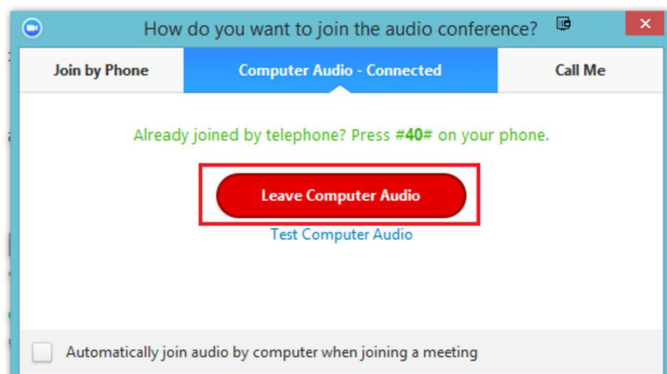 How do you want to join the audio conference?
Join by Phone
Computer Audio - Connected
Call Me
Already joined by telephone? Press #40# on your phone.
Leave Computer Audio
Test Computer Audio
Automatically join audio by computer when joining a meeting